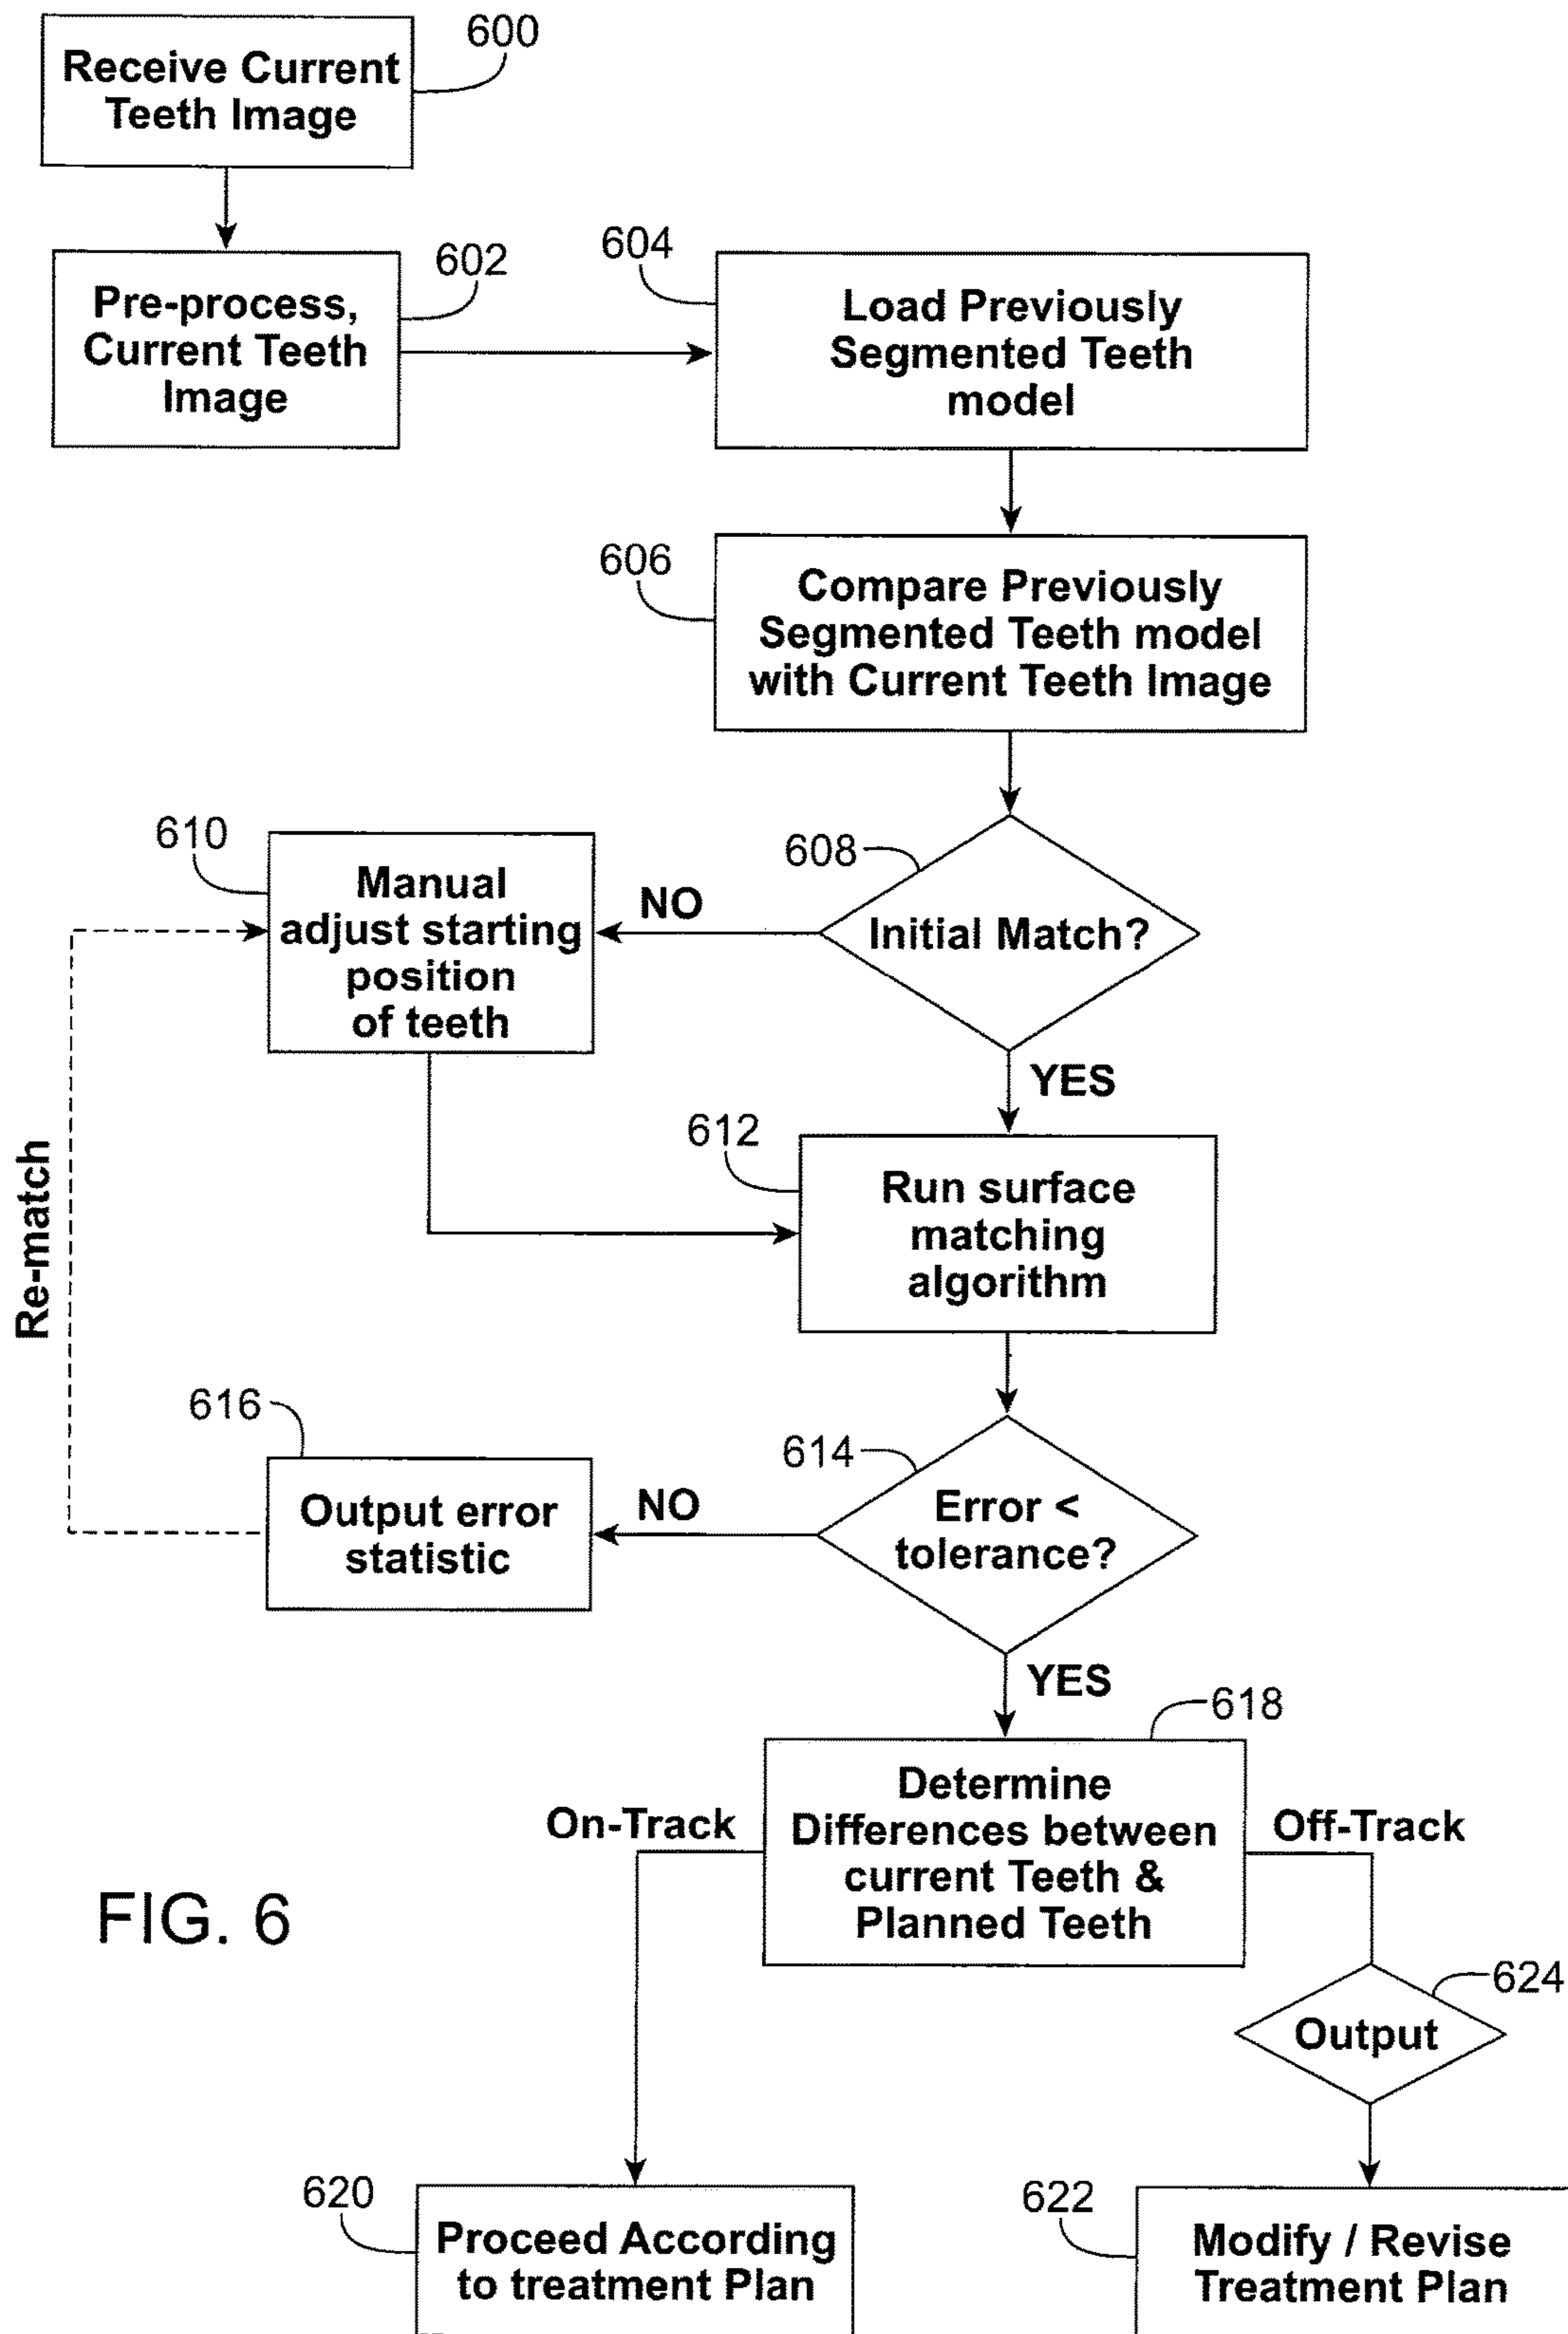 600
Receive Current
Teeth Image
602
Pre-process,
Current Teeth
Image
604
Load Previously
Segmented Teeth
model
606
Compare Previously
Segmented Teeth model
with Current Teeth Image
608
Initial Match?
NO
YES
610
Manual
adjust starting
position
of teeth
612
Run surface
matching
algorithm
Re-match
614
Error <
tolerance?
NO
YES
616
Output error
statistic
618
Determine
Differences between
current Teeth &
Planned Teeth
On-Track
Off-Track
FIG. 6
624
Output
620
Proceed According
to treatment Plan
622
Modify / Revise
Treatment Plan